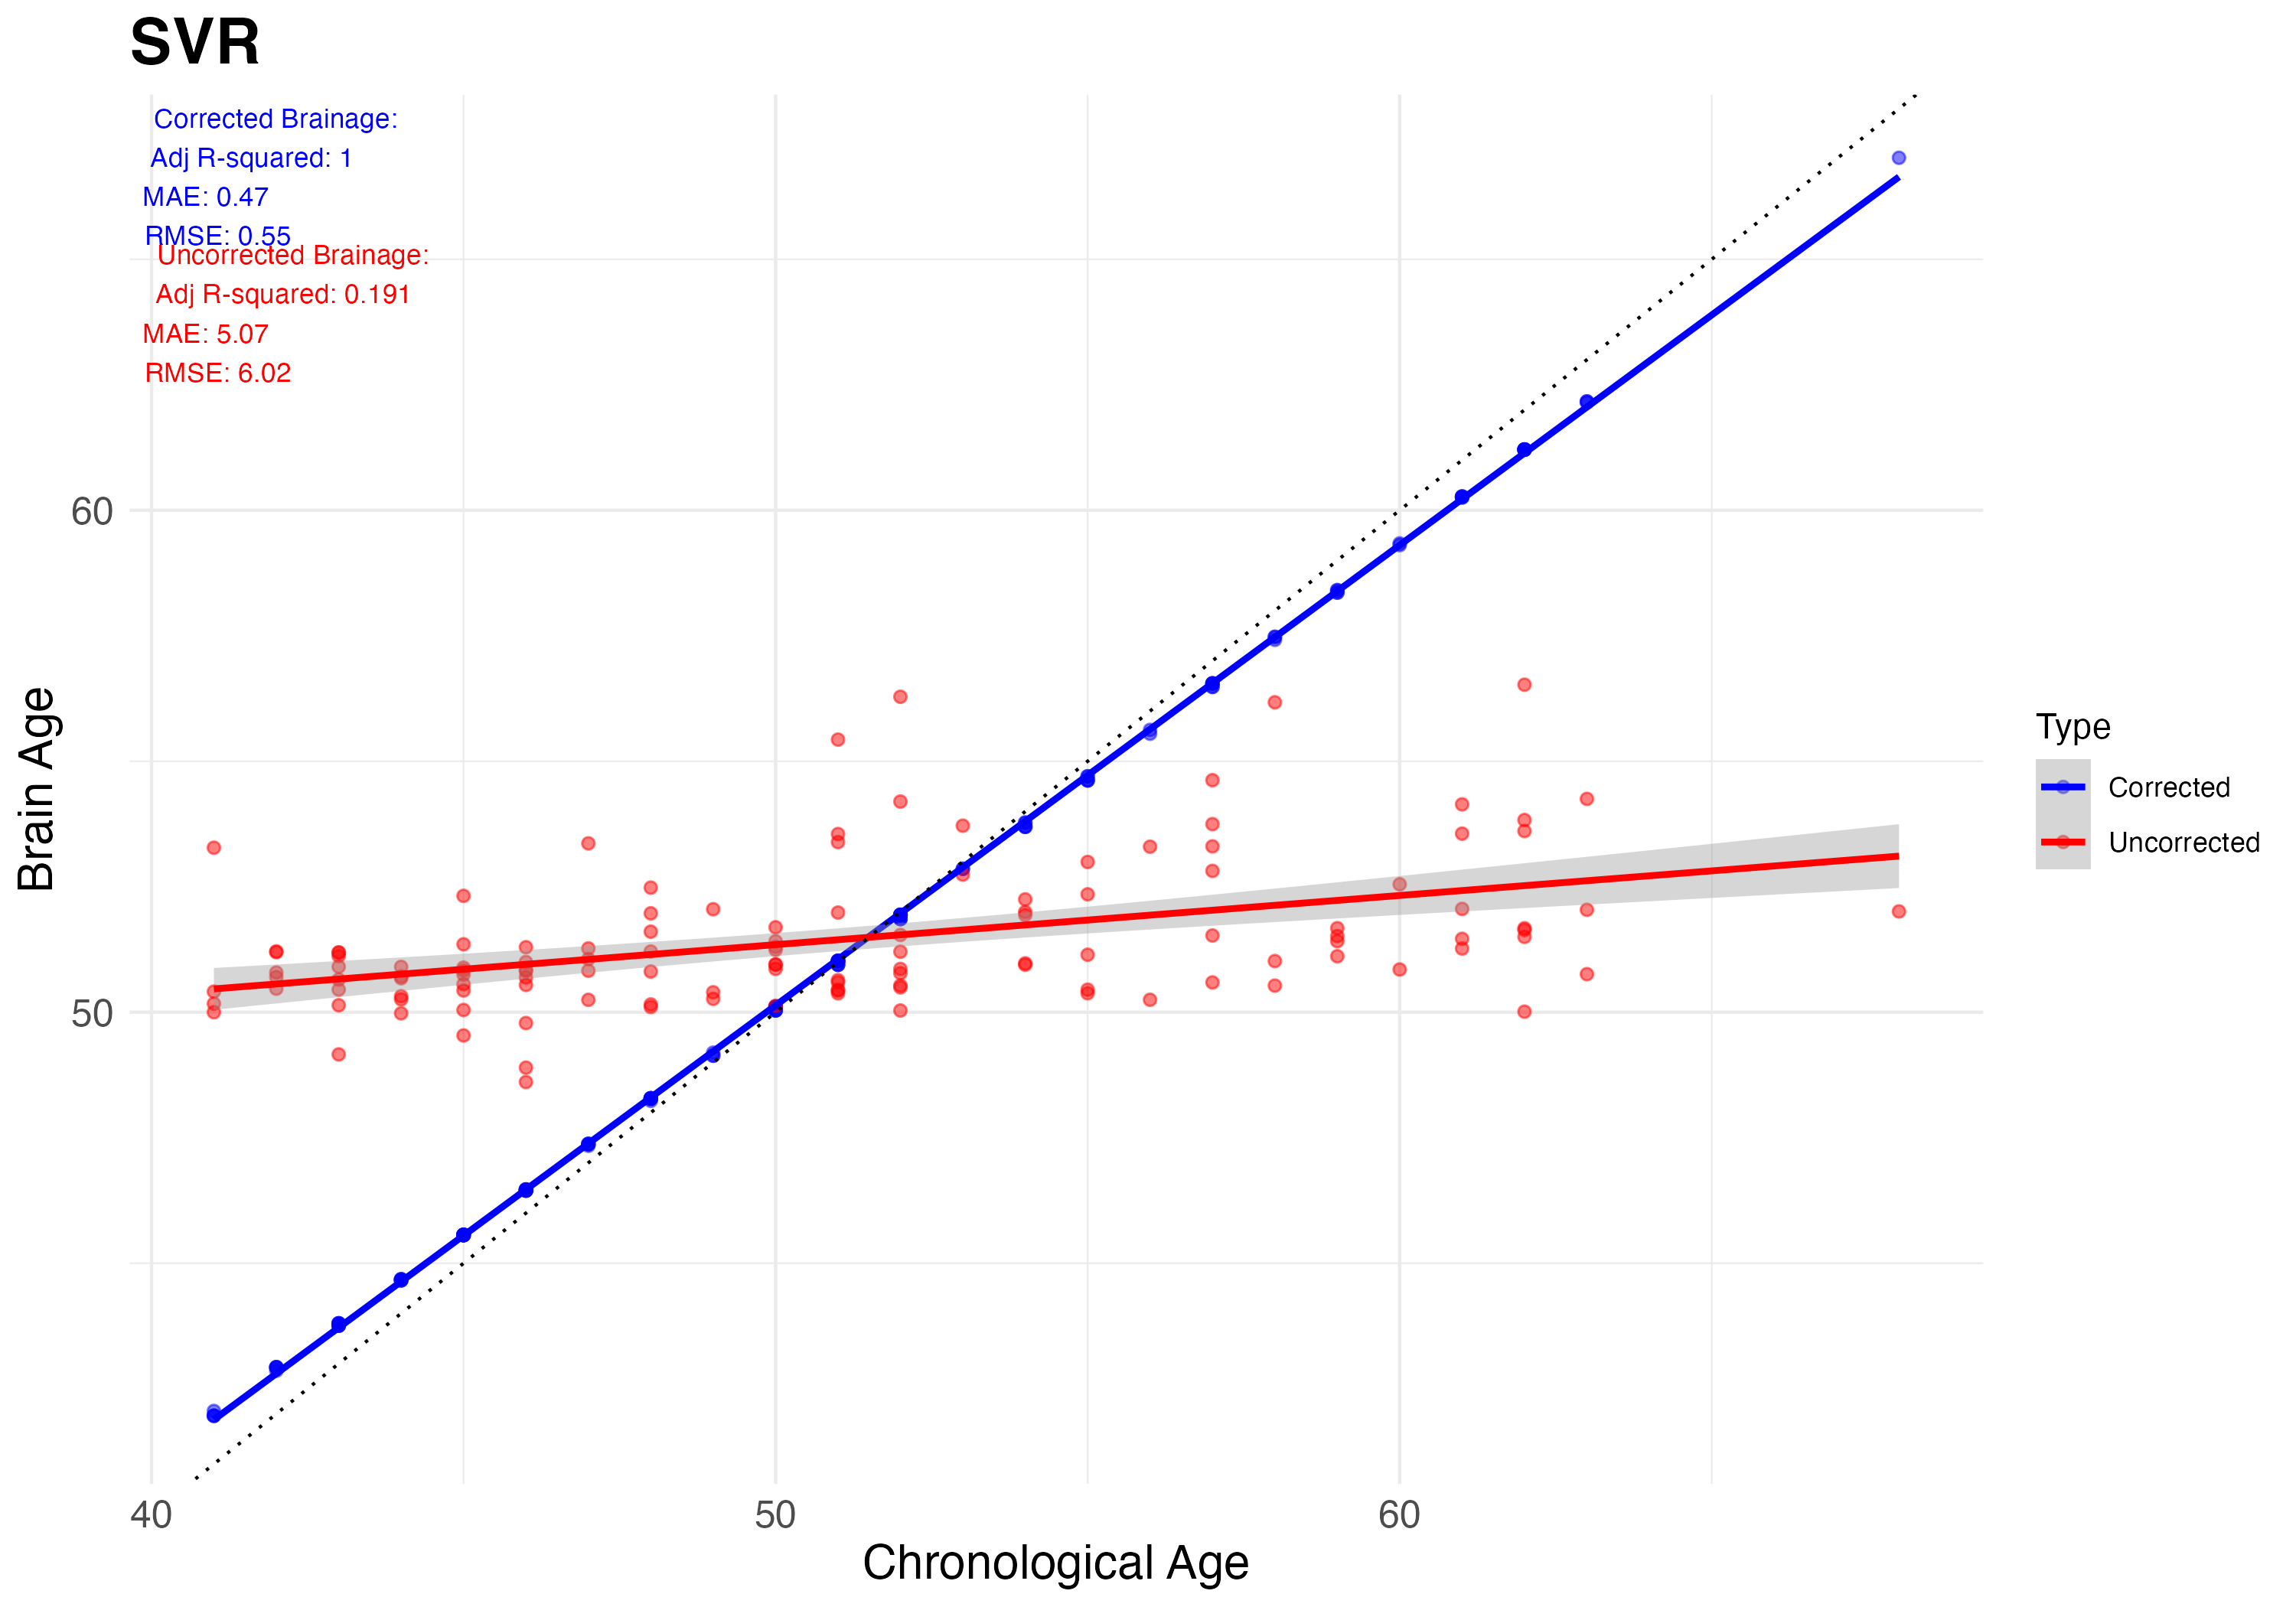 SVR
Corrected Brainage:
Adj R-squared: 1
MAE: 0.47
RMSE: 0.55
Uncorrected Brainage:
Adj R-squared: 0.191
MAE: 5.07
RMSE: 6.02
60
50
Brain Age
40
50
60
Chronological Age
Type
Corrected
Uncorrected